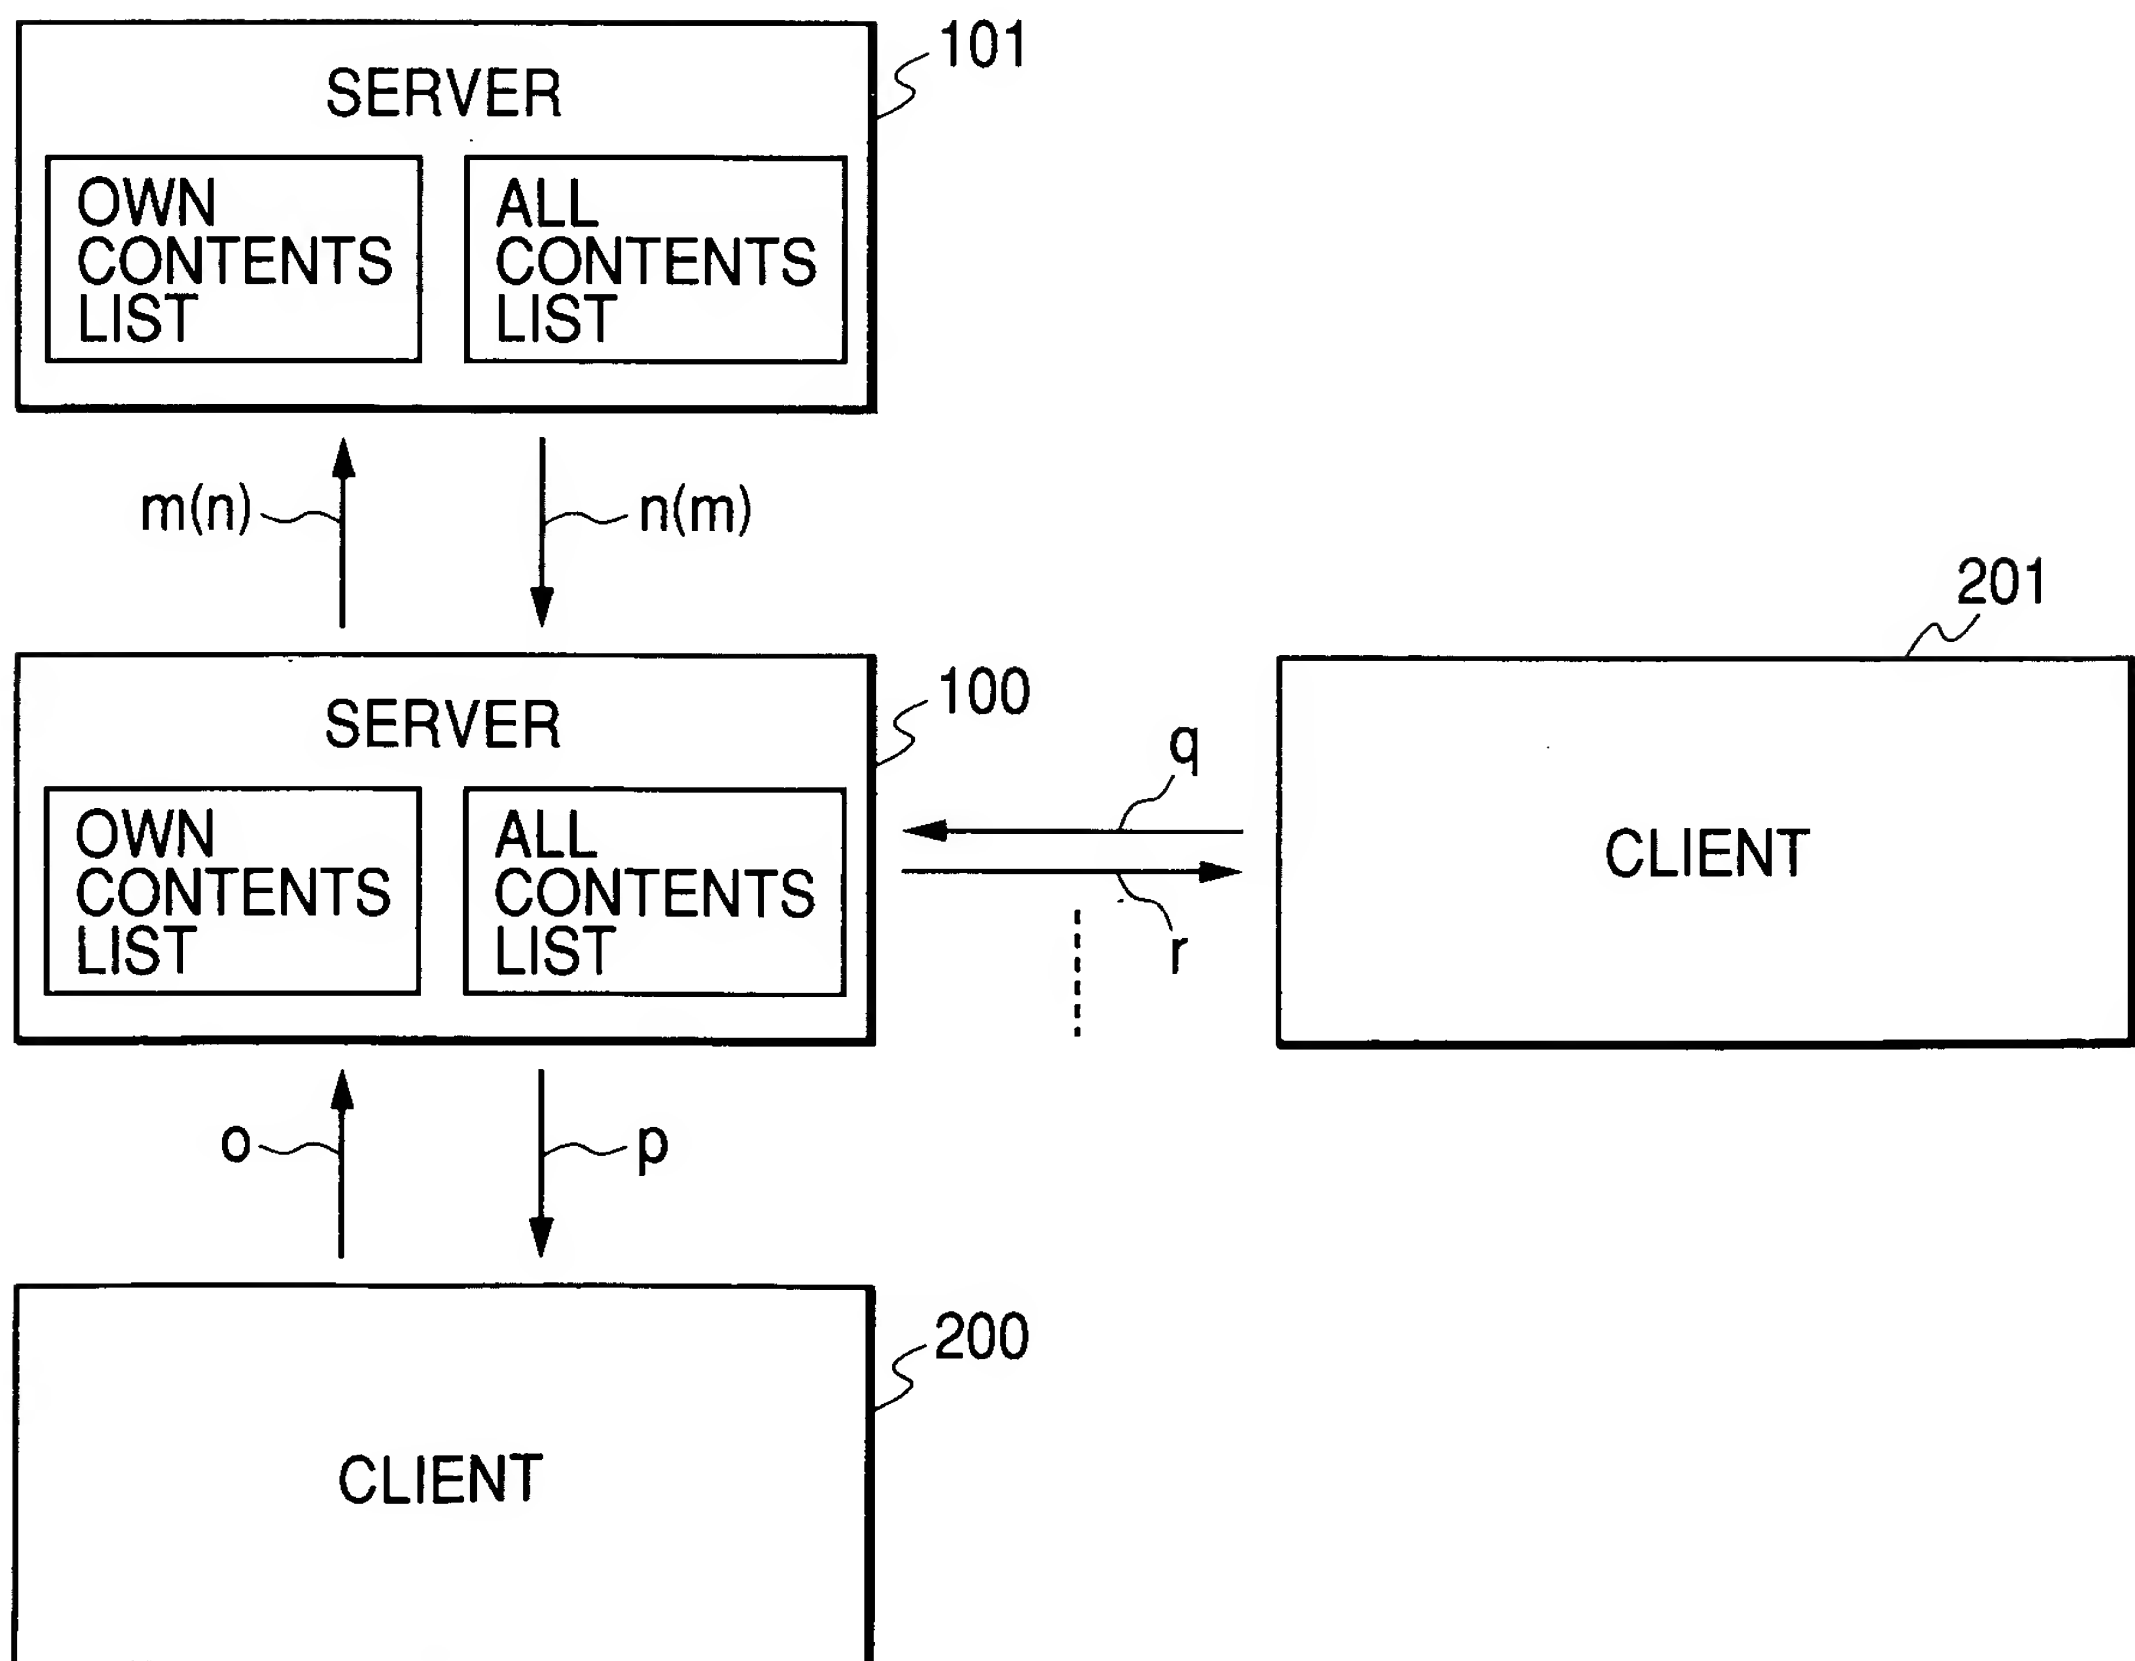 101
SERVER
OWN
CONTENTS
LIST
ALL
CONTENTS
LIST
m(n)
n(m)
201
100
SERVER
OWN
CONTENTS
LIST
ALL
CONTENTS
LIST
q
r
CLIENT
o
p
200
CLIENT